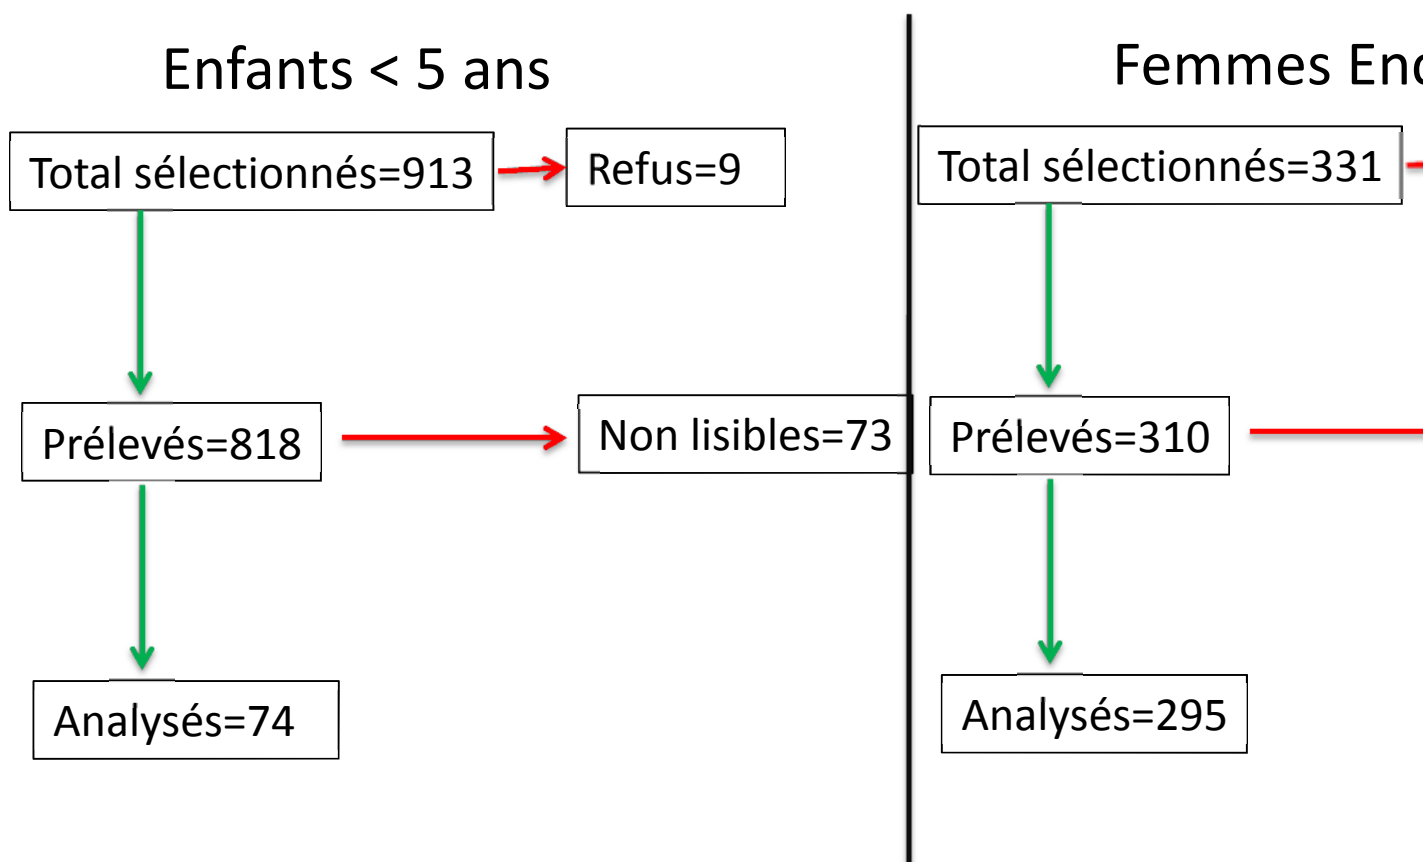 Enfants < 5 ans
Total sélectionnés=913
Refus=9
Prélevés=818
Non lisibles=73
Analysés=74
Femmes
Total sélectionnés=331
Prélevés=310
Analysés=295